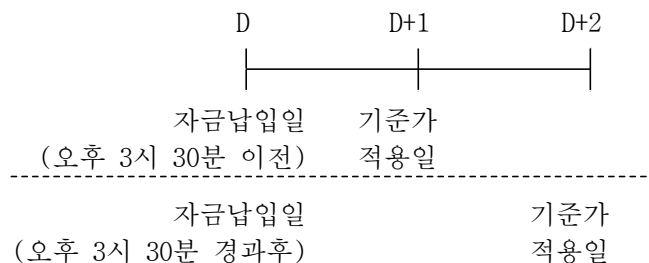 D D+1 D+2
자금납입일 기준가
(오후 3시 30분 이전) 적용일
자금납입일 기준가
(오후 3시 30분 경과후) 적용일